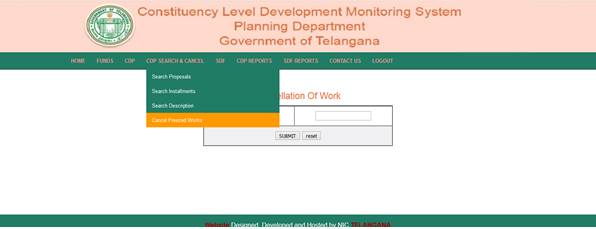 Constituency Level Development Monitoring System
Planning Department
Government of Telangana
HOME FUNDS CDP CDP SEARCH & CANCEL SDF CDP REPORTS SDF REPORTS CONTACT US LOGOUT
Search Proposals
Search Installments
Search Description
Cancel Freezed Works
ellation Of Work
SUBMIT reset
Website Designed, Developed and Hosted by NIC TELANGANA